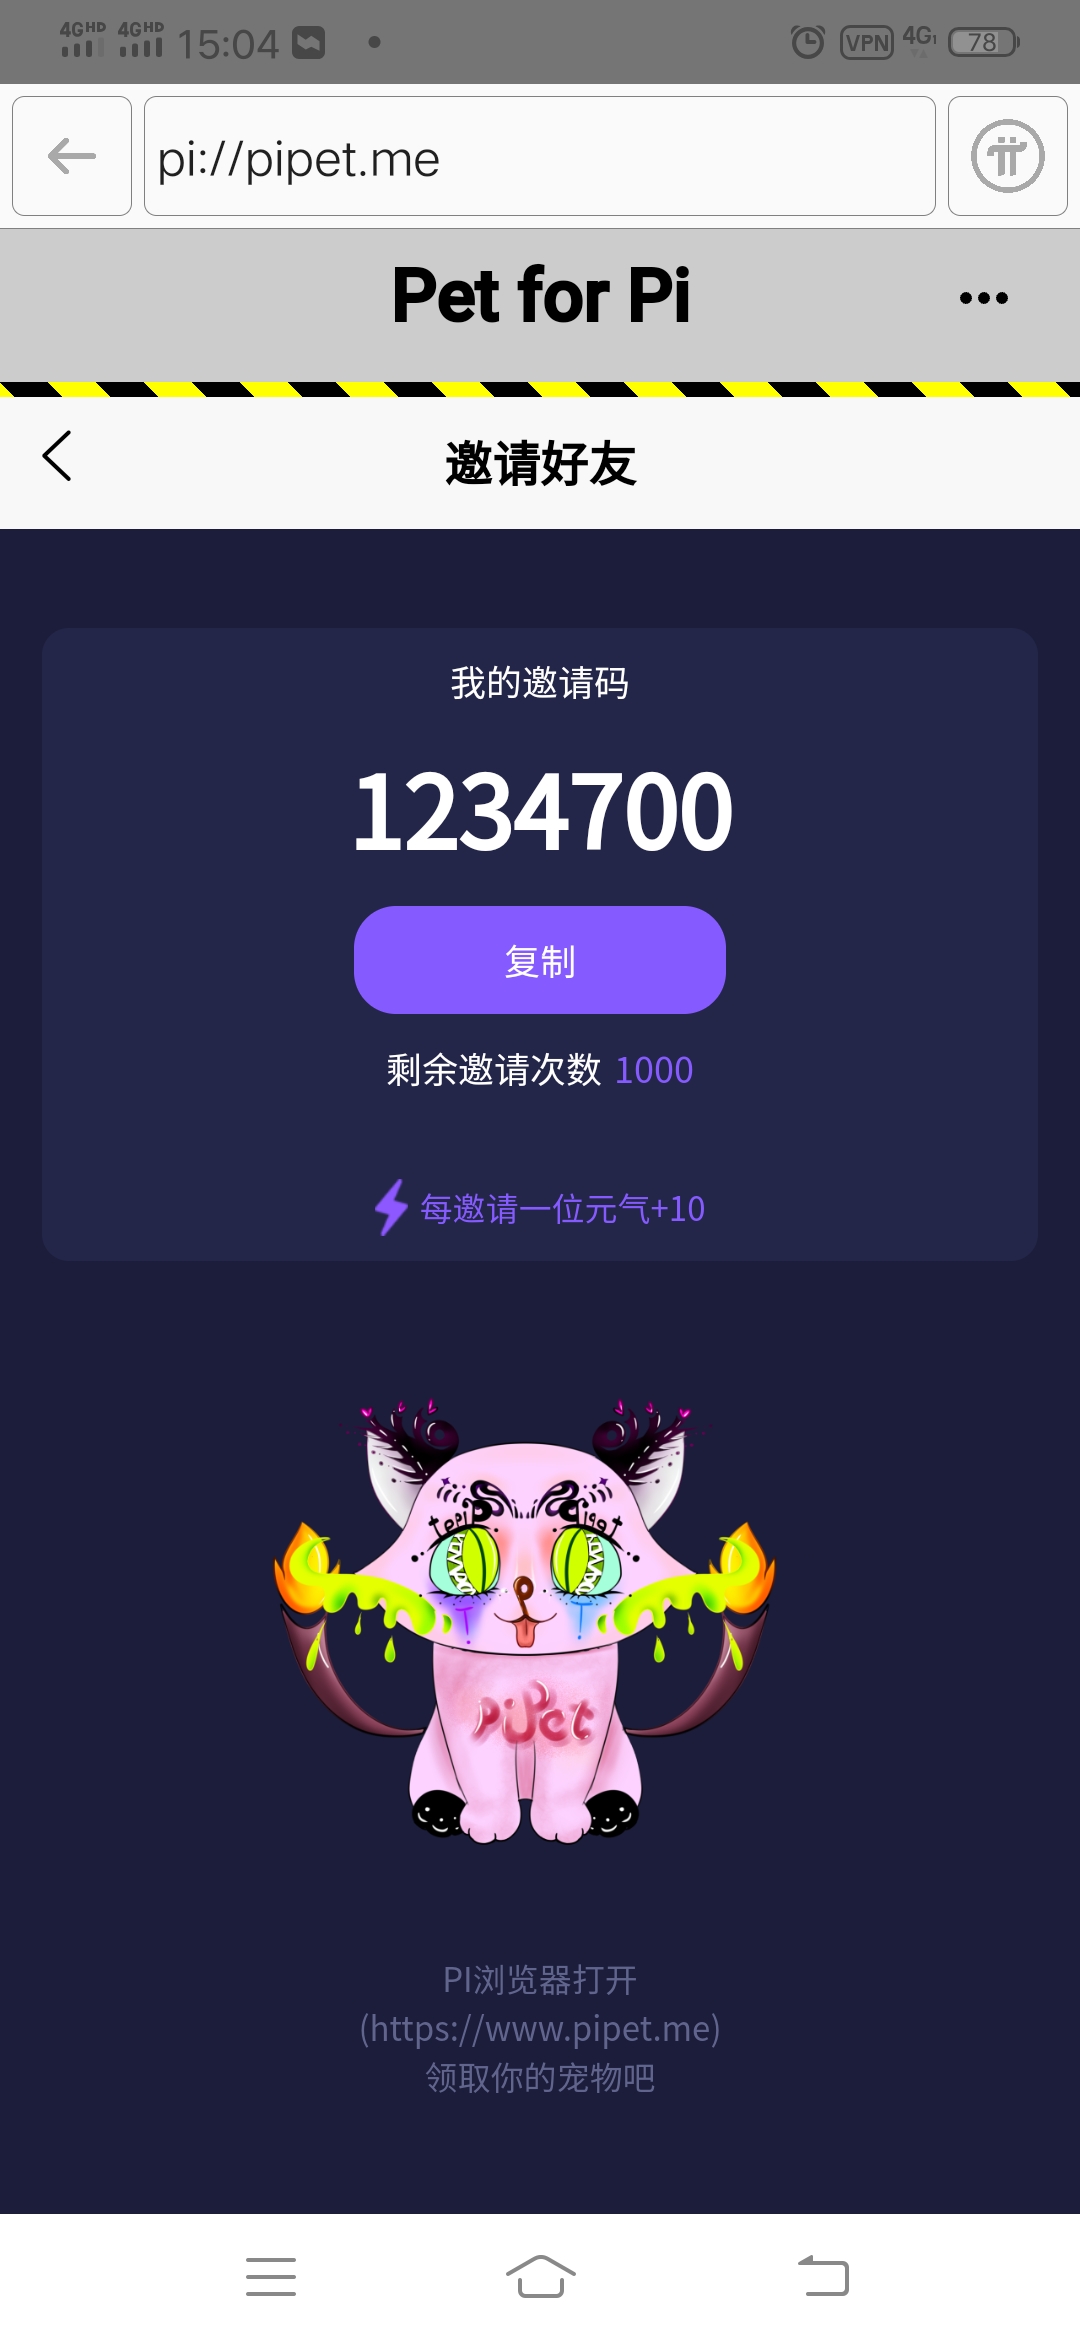 4GHD 4GHD 15:04 VPN 4G 78
pi://pipet.me
Pet for Pi
邀请好友
我的邀请码
1234700
复制
剩余邀请次数 1000
每邀请一位元气+10
PiPet
PI浏览器打开
(https://www.pipet.me)
领取你的宠物吧